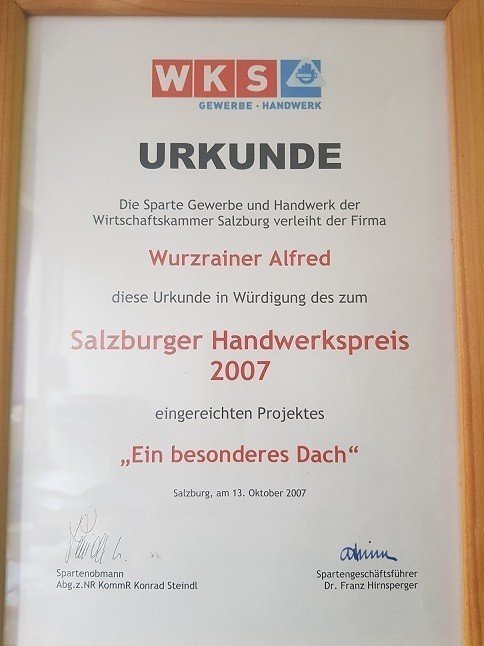 WKS
GEWERBE · HANDWERK
URKUNDE
Die Sparte Gewerbe und Handwerk der
Wirtschaftskammer Salzburg verleiht der Firma
Wurzrainer Alfred
diese Urkunde in Würdigung des zum
Salzburger Handwerkspreis
2007
eingereichten Projektes
„Ein besonderes Dach“
Salzburg, am 13. Oktober 2007
Spartenobmann
Abg.z.NR KommR Konrad Steindl
Spartengeschäftsführer
Dr. Franz Hirnsperger